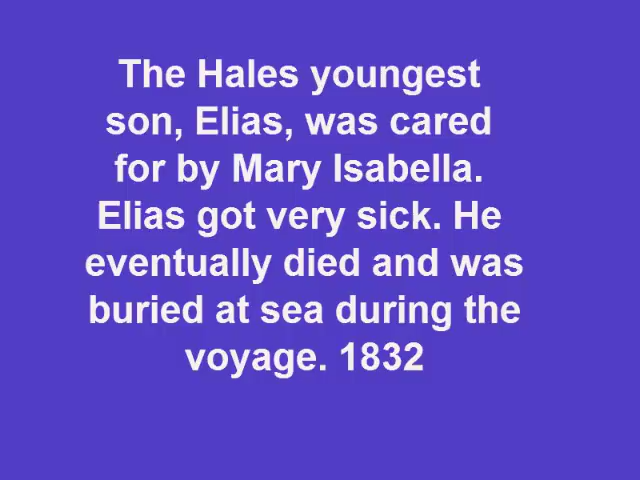 The Hales youngest
son, Elias, was cared
for by Mary Isabella.
Elias got very sick. He
eventually died and was
buried at sea during the
voyage. 1832